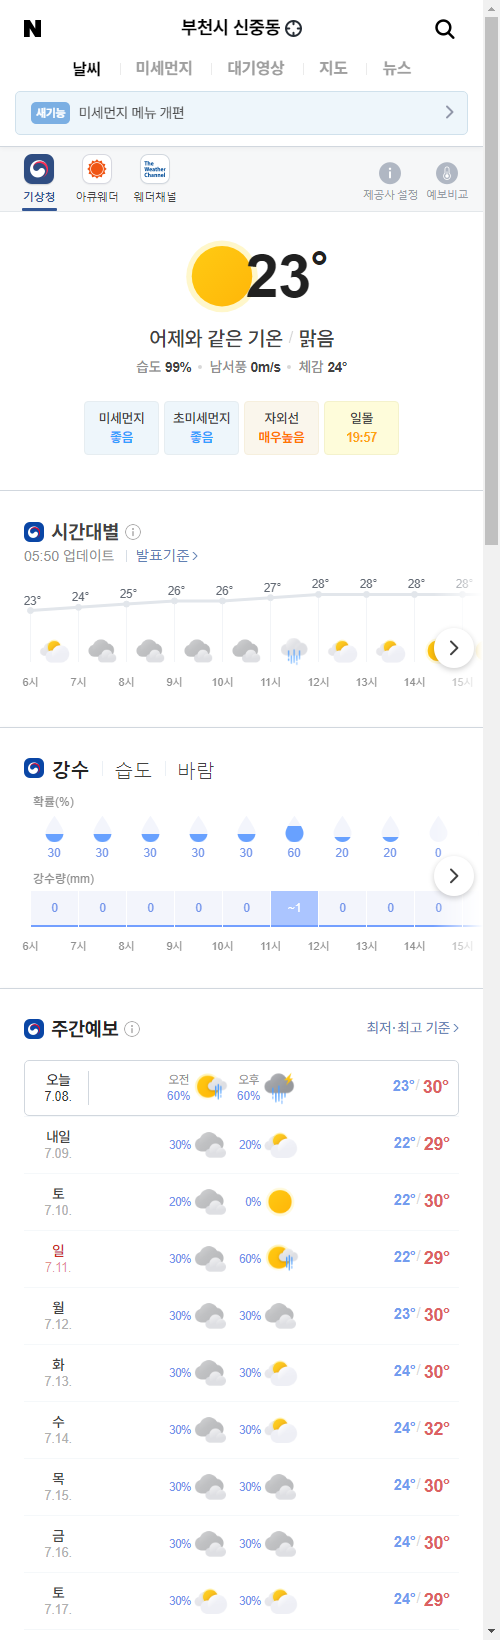 N 부천시 신중동
날씨 미세먼지 대기영상 지도 뉴스
새기능 미세먼지 메뉴 개편
The Weather Channel
기상청 아큐웨더 웨더채널 제공사 설정 예보비교
23°
어제와 같은 기온 / 맑음
습도 99% 남서풍 0m/s 체감 24°
미세먼지 초미세먼지 자외선 일몰
좋음 좋음 매우높음 19:57
시간대별
05:50 업데이트 발표기준 >
23° 24° 25° 26° 26° 27° 28° 28° 28° 28°
6시 7시 8시 9시 10시 11시 12시 13시 14시 15시
강수 습도 바람
확률(%)
30 30 30 30 30 60 20 20 0
강수량(mm)
0 0 0 0 0 ~1 0 0 0
6시 7시 8시 9시 10시 11시 12시 13시 14시 15시
주간예보 최저·최고 기준 >
오늘 오전 오후
7.08. 60% 60% 23°/ 30°
내일
7.09. 30% 20% 22°/ 29°
토
7.10. 20% 0% 22°/ 30°
일
7.11. 30% 60% 22°/ 29°
월
7.12. 30% 30% 23°/ 30°
화
7.13. 30% 30% 24°/ 30°
수
7.14. 30% 30% 24°/ 32°
목
7.15. 30% 30% 24°/ 30°
금
7.16. 30% 30% 24°/ 30°
토
7.17. 30% 30% 24°/ 29°